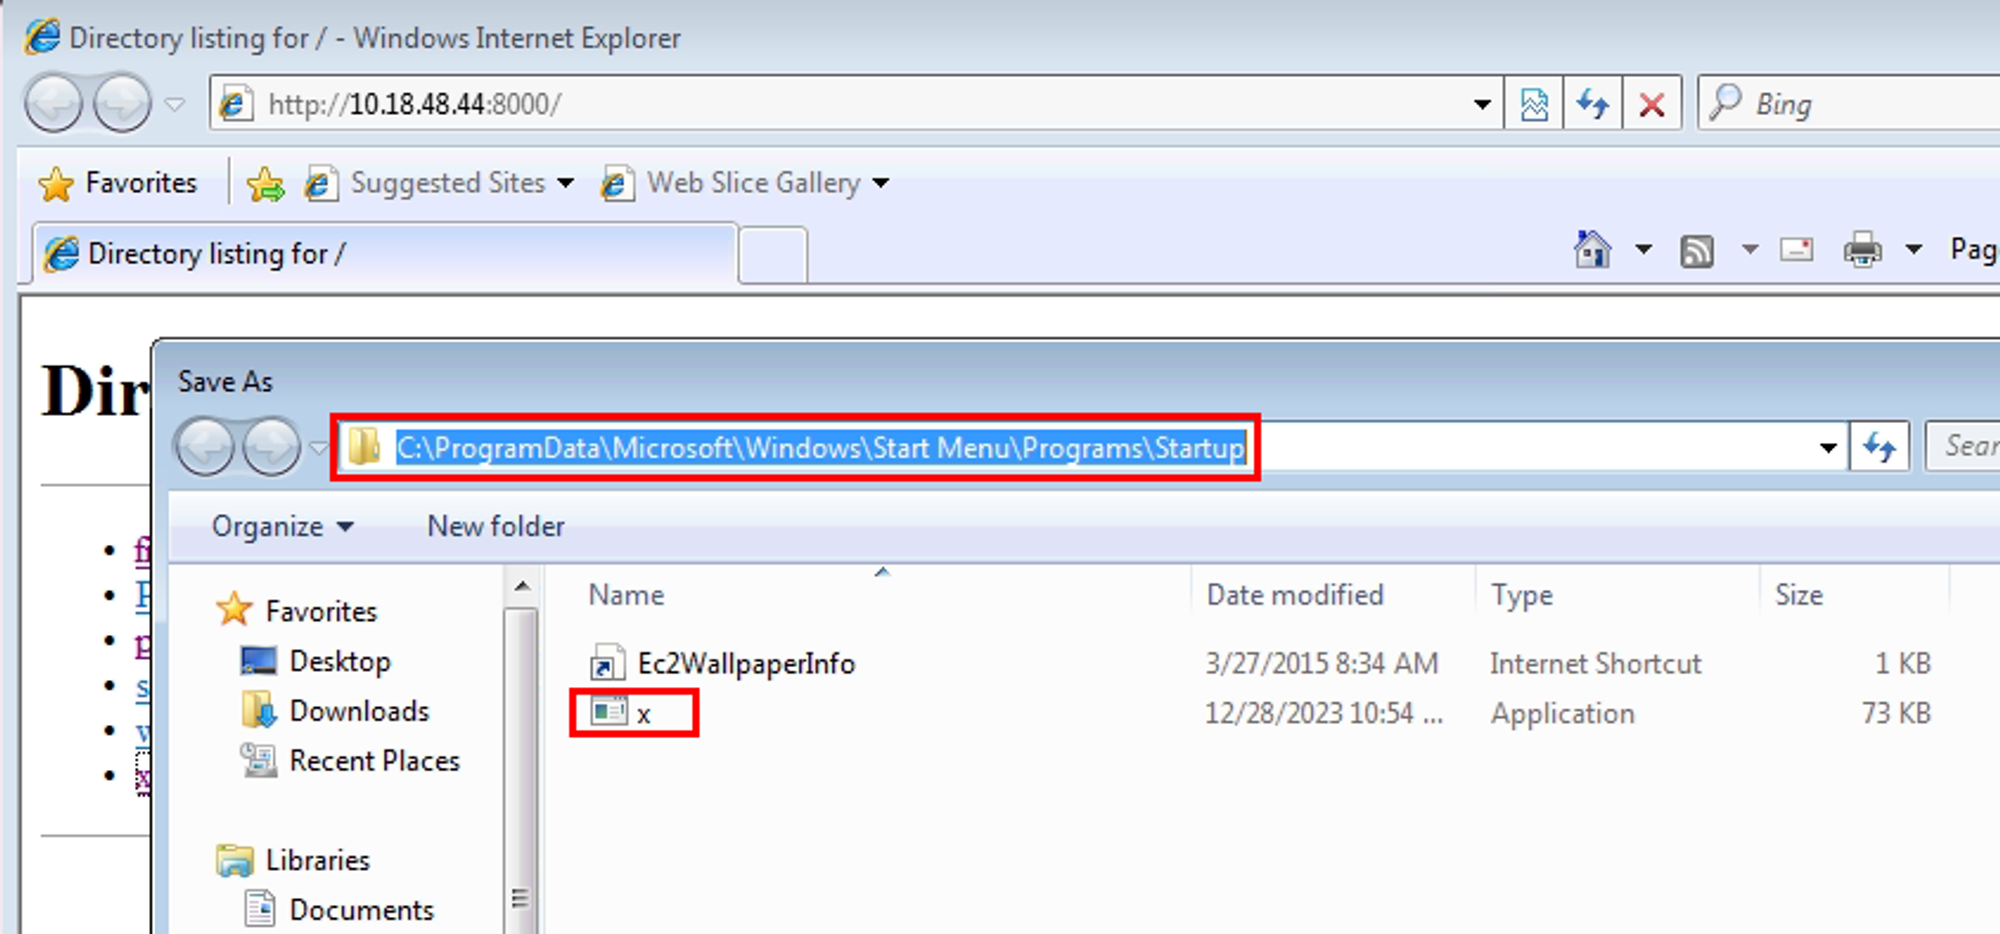 Directory listing for / - Windows Internet Explorer
http://10.18.48.44:8000/
Bing
Favorites
Suggested Sites
Web Slice Gallery
Directory listing for /
Pag
Dir
Save As
C:\ProgramData\Microsoft\Windows\Start Menu\Programs\Startup
Sear
Organize
New folder
Favorites
Desktop
Downloads
Recent Places
Libraries
Documents
Name Date modified Type Size
Ec2WallpaperInfo 3/27/2015 8:34 AM Internet Shortcut 1 KB
x 12/28/2023 10:54 ... Application 73 KB